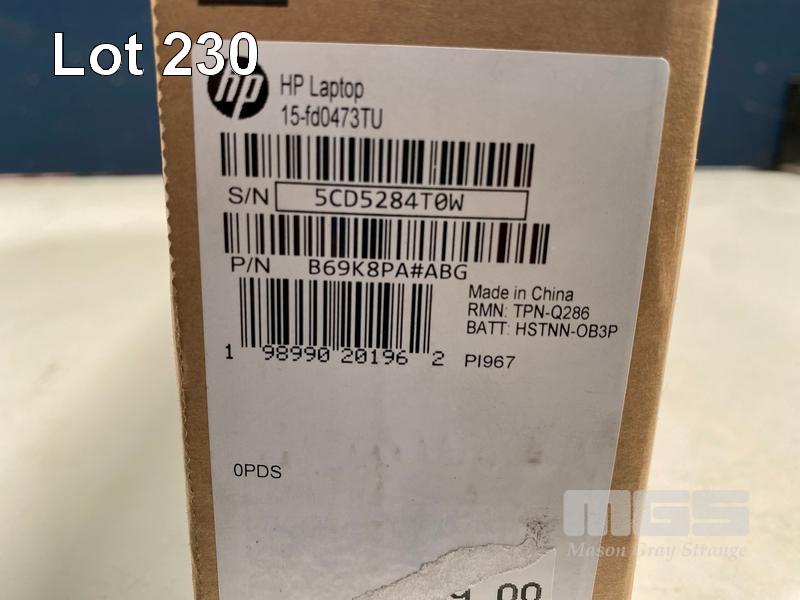 Lot 230
hp
HP Laptop
15-fd0473TU
S/N 5CD5284T0W
P/N B69K8PA#ABG
Made in China
RMN: TPN-Q286
BATT: HSTNN-OB3P
1 98990 20196 2 PI967
0PDS
MGS
Mason Gray Strange